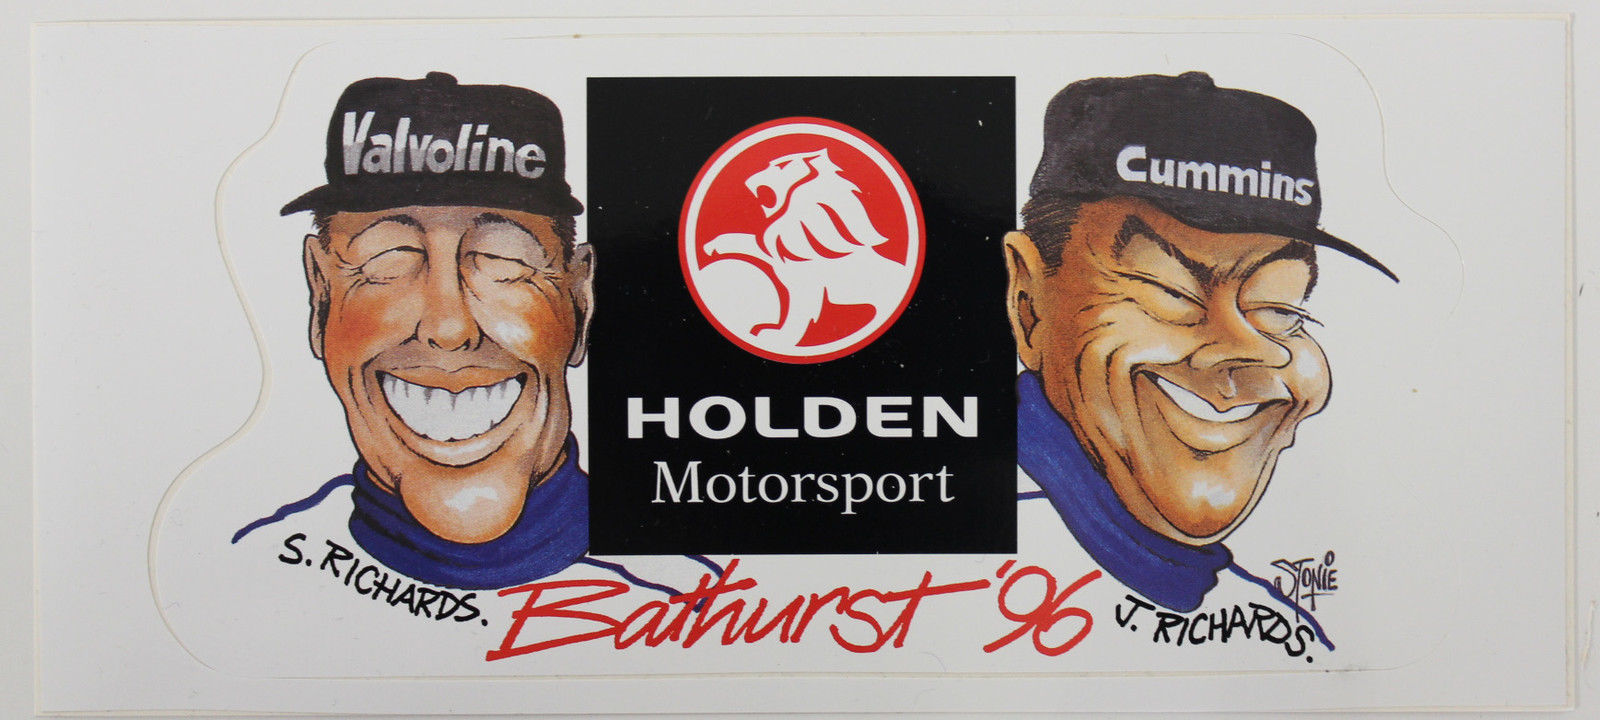 Valvoline
Cummins
HOLDEN
Motorsport
S. RICHARDS.
Bathurst '96
J. RICHARDS.
STONIE